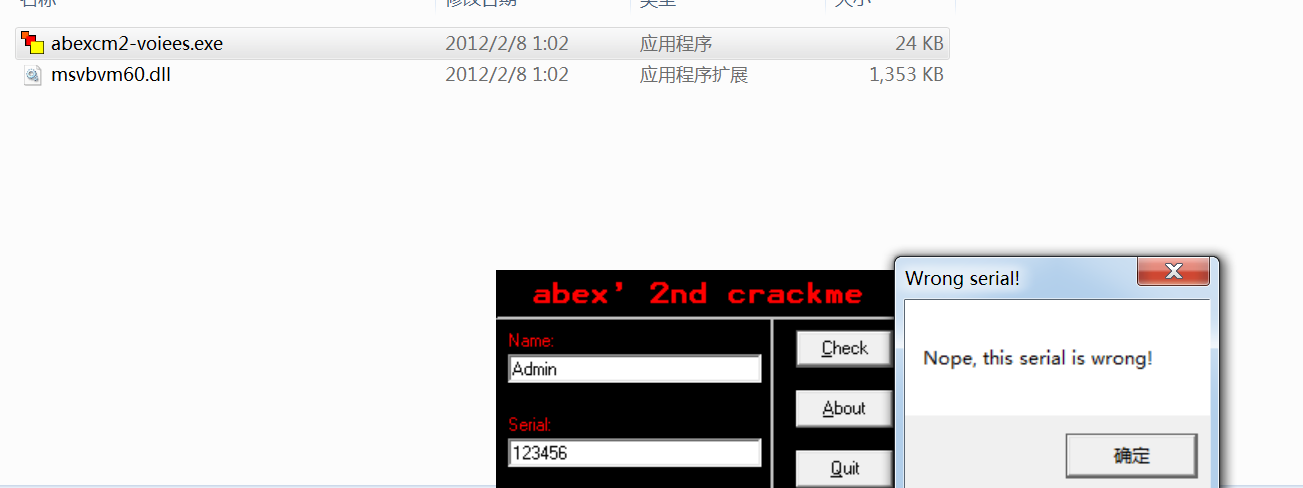 名称 修改日期 类型 大小
abexcm2-voiees.exe 2012/2/8 1:02 应用程序 24 KB
msvbvm60.dll 2012/2/8 1:02 应用程序扩展 1,353 KB
abex' 2nd crackme
Name:
Admin
Serial:
123456
Check
About
Quit
Wrong serial!
Nope, this serial is wrong!
确定